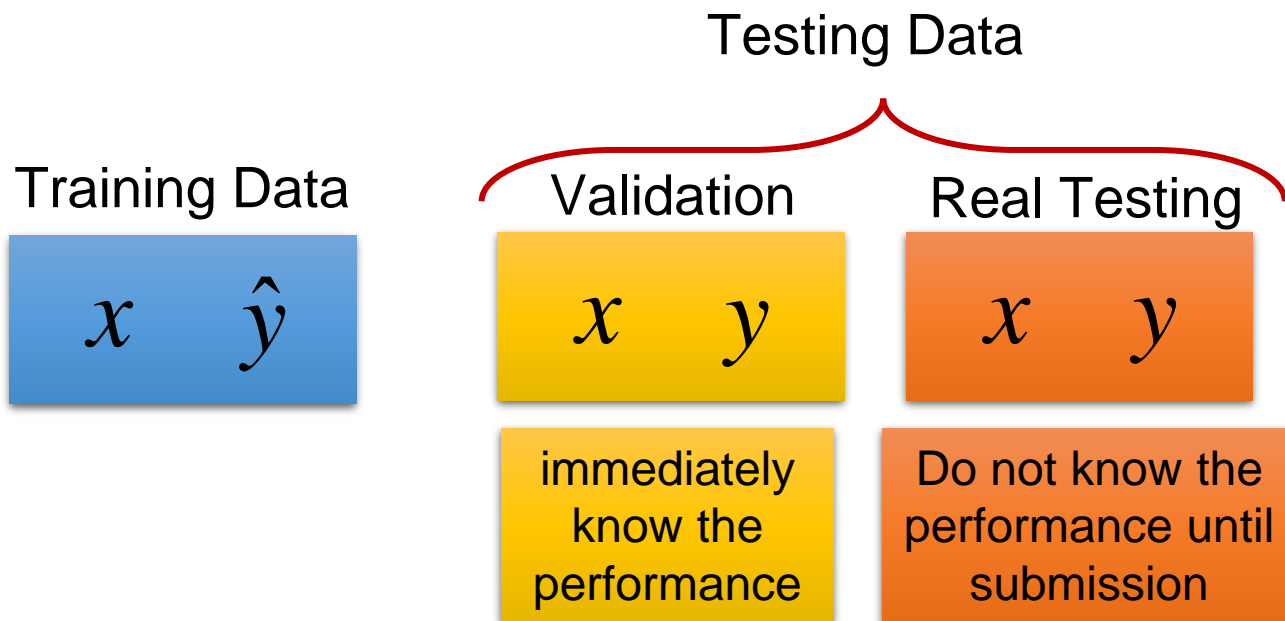 Testing Data
Training Data
Validation
Real Testing
x ŷ
x y
x y
immediately
know the
performance
Do not know the
performance until
submission